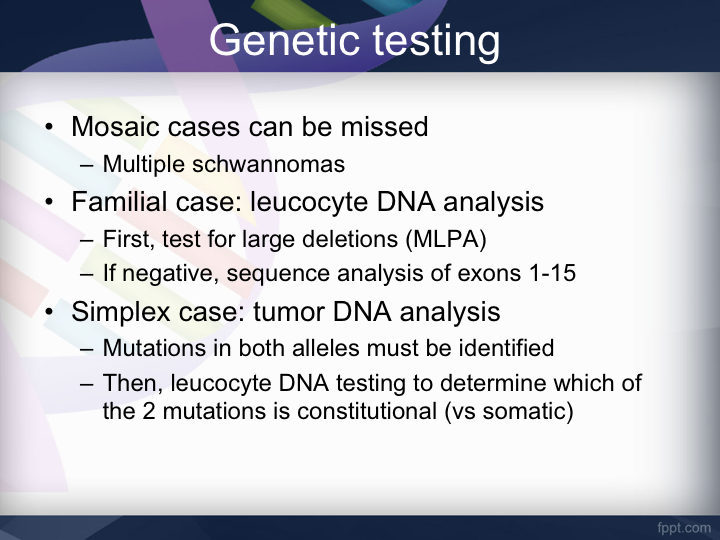 Genetic testing
• Mosaic cases can be missed
– Multiple schwannomas
• Familial case: leucocyte DNA analysis
– First, test for large deletions (MLPA)
– If negative, sequence analysis of exons 1-15
• Simplex case: tumor DNA analysis
– Mutations in both alleles must be identified
– Then, leucocyte DNA testing to determine which of
the 2 mutations is constitutional (vs somatic)
fppt.com